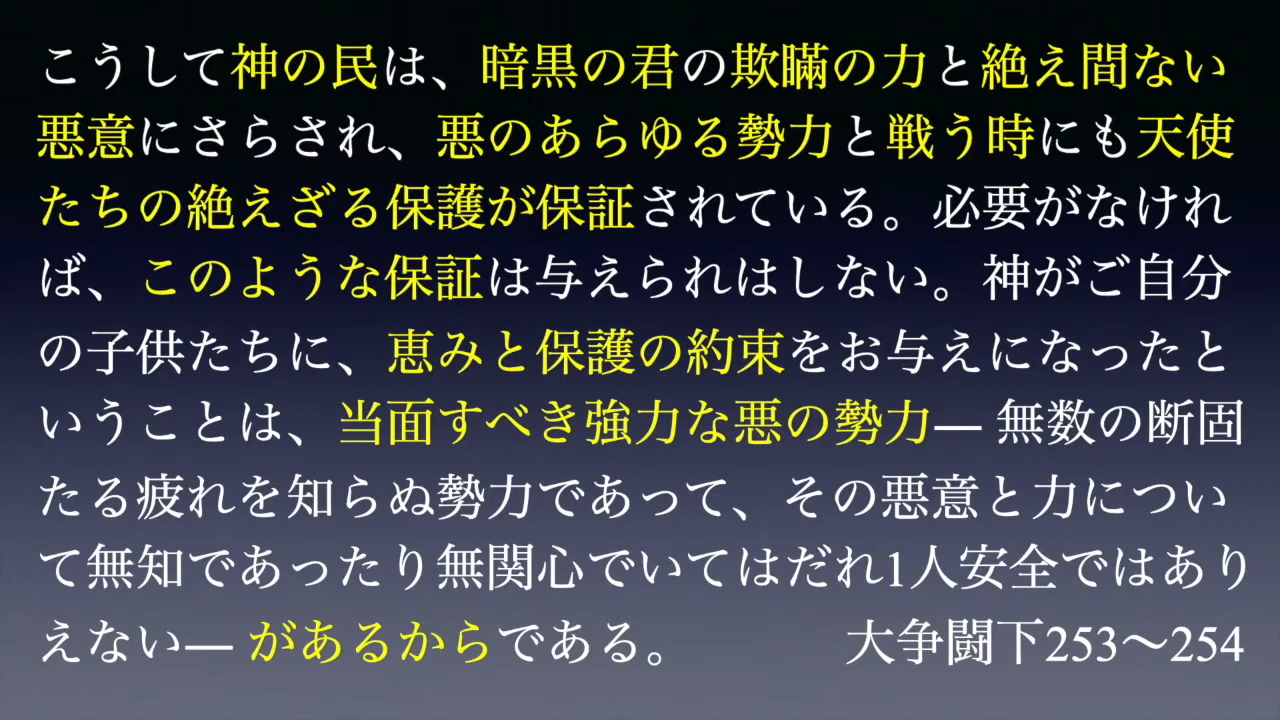 こうして神の民は、暗黒の君の欺瞞の力と絶え間ない
悪意にさらされ、悪のあらゆる勢力と戦う時にも天使
たちの絶えざる保護が保証されている。必要がなけれ
ば、このような保証は与えられはしない。神がご自分
の子供たちに、恵みと保護の約束をお与えになったと
いうことは、当面すべき強力な悪の勢力— 無数の断固
たる疲れを知らぬ勢力であって、その悪意と力につい
て無知であったり無関心でいてはだれ1人安全ではあり
えない— があるからである。 大争闘下253〜254